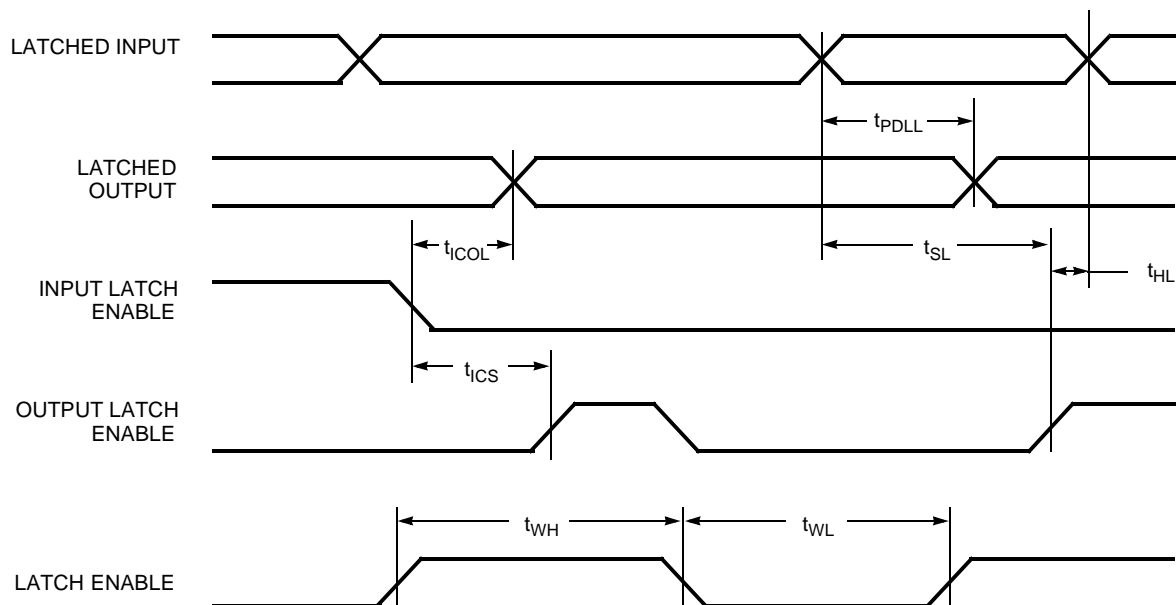 LATCHED INPUT
tPDLL
LATCHED
OUTPUT
tICOL
tSL
tHL
INPUT LATCH
ENABLE
tICS
OUTPUT LATCH
ENABLE
tWH
tWL
LATCH ENABLE